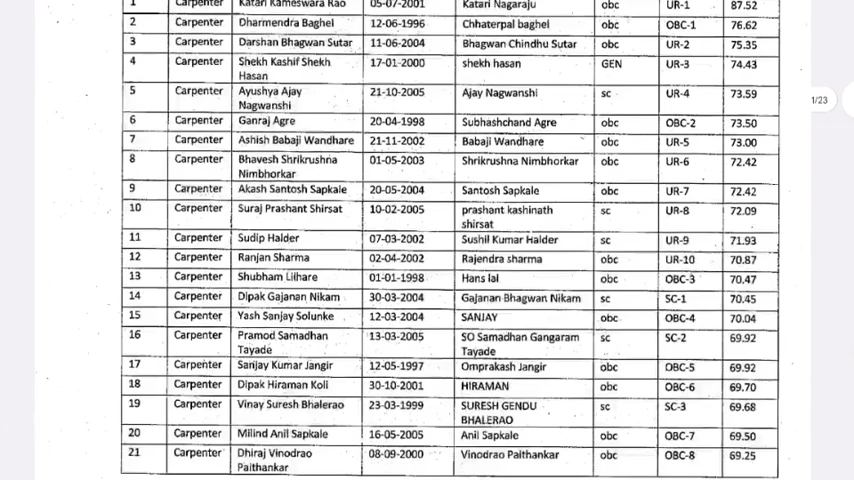 1 Carpenter Katari Kameswara Rao 05-07-2001 Katari Nagaraju obc UR-1 87.52
2 Carpenter Dharmendra Baghel 12-06-1996 Chhaterpal baghel obc OBC-1 76.62
3 Carpenter Darshan Bhagwan Sutar 11-06-2004 Bhagwan Chindhu Sutar obc UR-2 75.35
4 Carpenter Shekh Kashif Shekh 17-01-2000 shekh hasan GEN UR-3 74.43
Hasan
5 Carpenter Ayushya Ajay 21-10-2005 Ajay Nagwanshi sc UR-4 73.59
Nagwanshi
6 Carpenter Ganraj Agre 20-04-1998 Subhashchand Agre obc OBC-2 73.50
7 Carpenter Ashish Babaji Wandhare 21-11-2002 Babaji Wandhare obc UR-5 73.00
8 Carpenter Bhavesh Shrikrushna 01-05-2003 Shrikrushna Nimbhorkar obc UR-6 72.42
Nimbhorkar
9 Carpenter Akash Santosh Sapkale 20-05-2004 Santosh Sapkale obc UR-7 72.42
10 Carpenter Suraj Prashant Shirsat 10-02-2005 prashant kashinath sc UR-8 72.09
shirsat
11 Carpenter Sudip Halder 07-03-2002 Sushil Kumar Halder sc UR-9 71.93
12 Carpenter Ranjan Sharma 02-04-2002 Rajendra sharma obc UR-10 70.87
13 Carpenter Shubham Lilhare 01-01-1998 Hans lal obc OBC-3 70.47
14 Carpenter Dipak Gajanan Nikam 30-03-2004 Gajanan Bhagwan Nikam sc SC-1 70.45
15 Carpenter Yash Sanjay Solunke 12-03-2004 SANJAY obc OBC-4 70.04
16 Carpenter Pramod Samadhan 13-03-2005 SO Samadhan Gangaram sc SC-2 69.92
Tayade Tayade
17 Carpenter Sanjay Kumar Jangir 12-05-1997 Omprakash Jangir obc OBC-5 69.92
18 Carpenter Dipak Hiraman Koli 30-10-2001 HIRAMAN obc OBC-6 69.70
19 Carpenter Vinay Suresh Bhalerao 23-03-1999 SURESH GENDU sc SC-3 69.68
BHALERAO
20 Carpenter Milind Anil Sapkale 16-05-2005 Anil Sapkale obc OBC-7 69.50
21 Carpenter Dhiraj Vinodrao 08-09-2000 Vinodrao Paithankar obc OBC-8 69.25
Paithankar
1/23